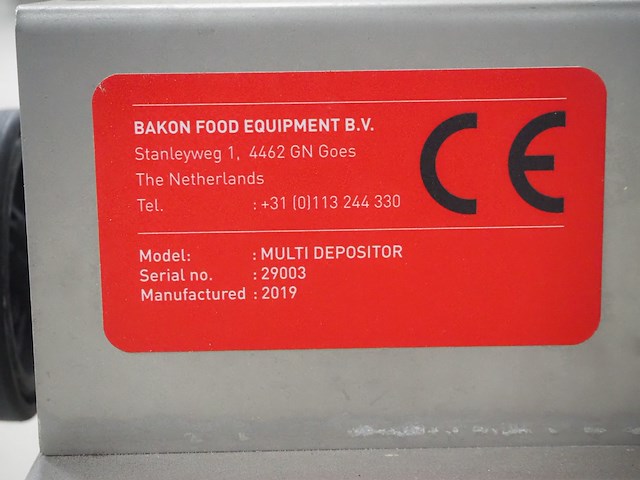 BAKON FOOD EQUIPMENT B.V.
Stanleyweg 1, 4462 GN Goes
The Netherlands
Tel. : +31 (0)113 244 330
CE
Model: : MULTI DEPOSITOR
Serial no. : 29003
Manufactured : 2019